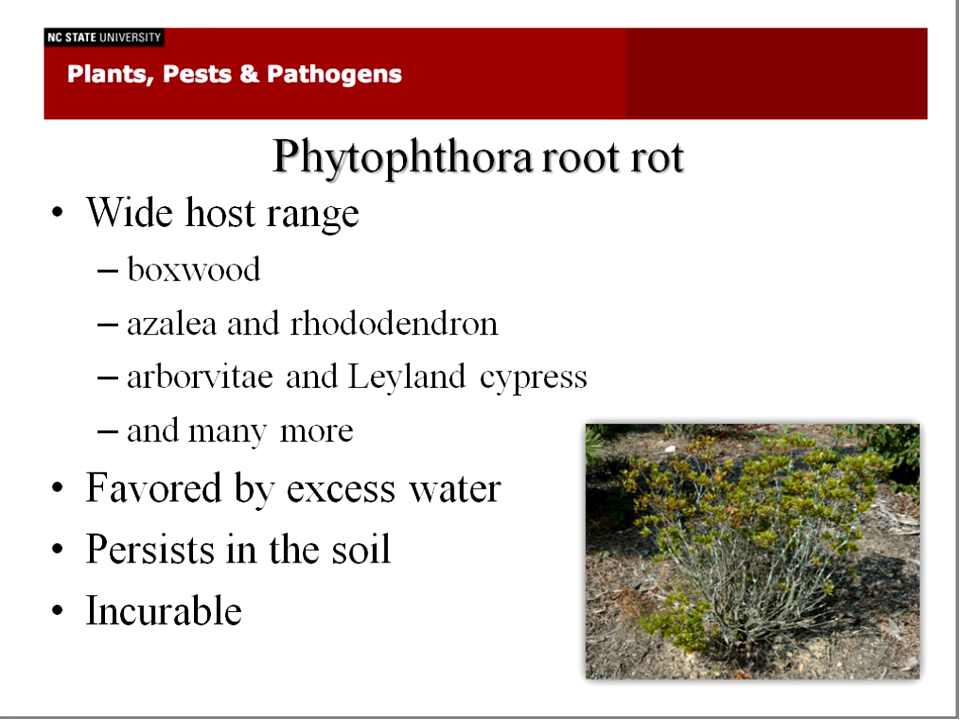 NC STATE UNIVERSITY
Plants, Pests & Pathogens
Phytophthora root rot
• Wide host range
– boxwood
– azalea and rhododendron
– arborvitae and Leyland cypress
– and many more
• Favored by excess water
• Persists in the soil
• Incurable